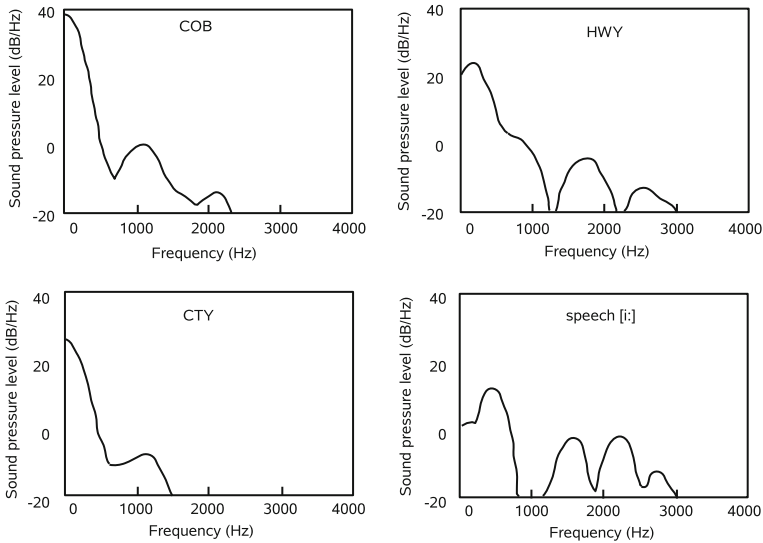 COB
Sound pressure level (dB/Hz)
40
20
0
-20
0 1000 2000 3000 4000
Frequency (Hz)
HWY
Sound pressure level (dB/Hz)
40
20
0
-20
0 1000 2000 3000 4000
Frequency (Hz)
CTY
Sound pressure level (dB/Hz)
40
20
0
-20
0 1000 2000 3000 4000
Frequency (Hz)
speech [i:]
Sound pressure level (dB/Hz)
40
20
0
-20
0 1000 2000 3000 4000
Frequency (Hz)